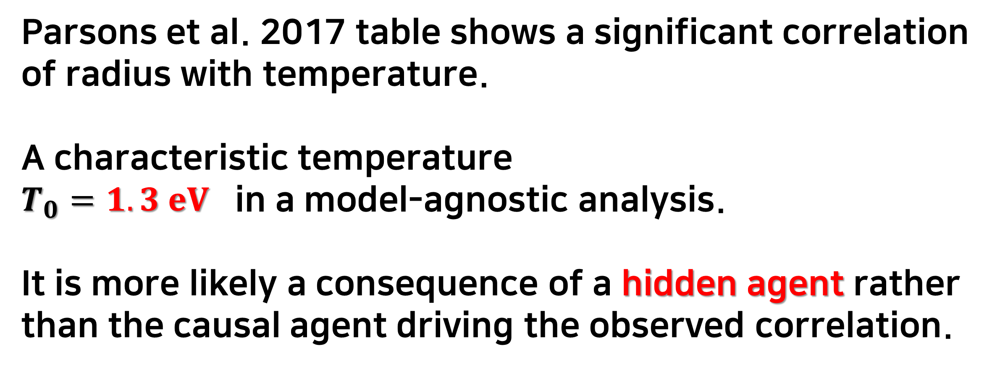 Parsons et al. 2017 table shows a significant correlation
of radius with temperature.
A characteristic temperature
T₀ = 1.3 eV in a model-agnostic analysis.
It is more likely a consequence of a hidden agent rather
than the causal agent driving the observed correlation.